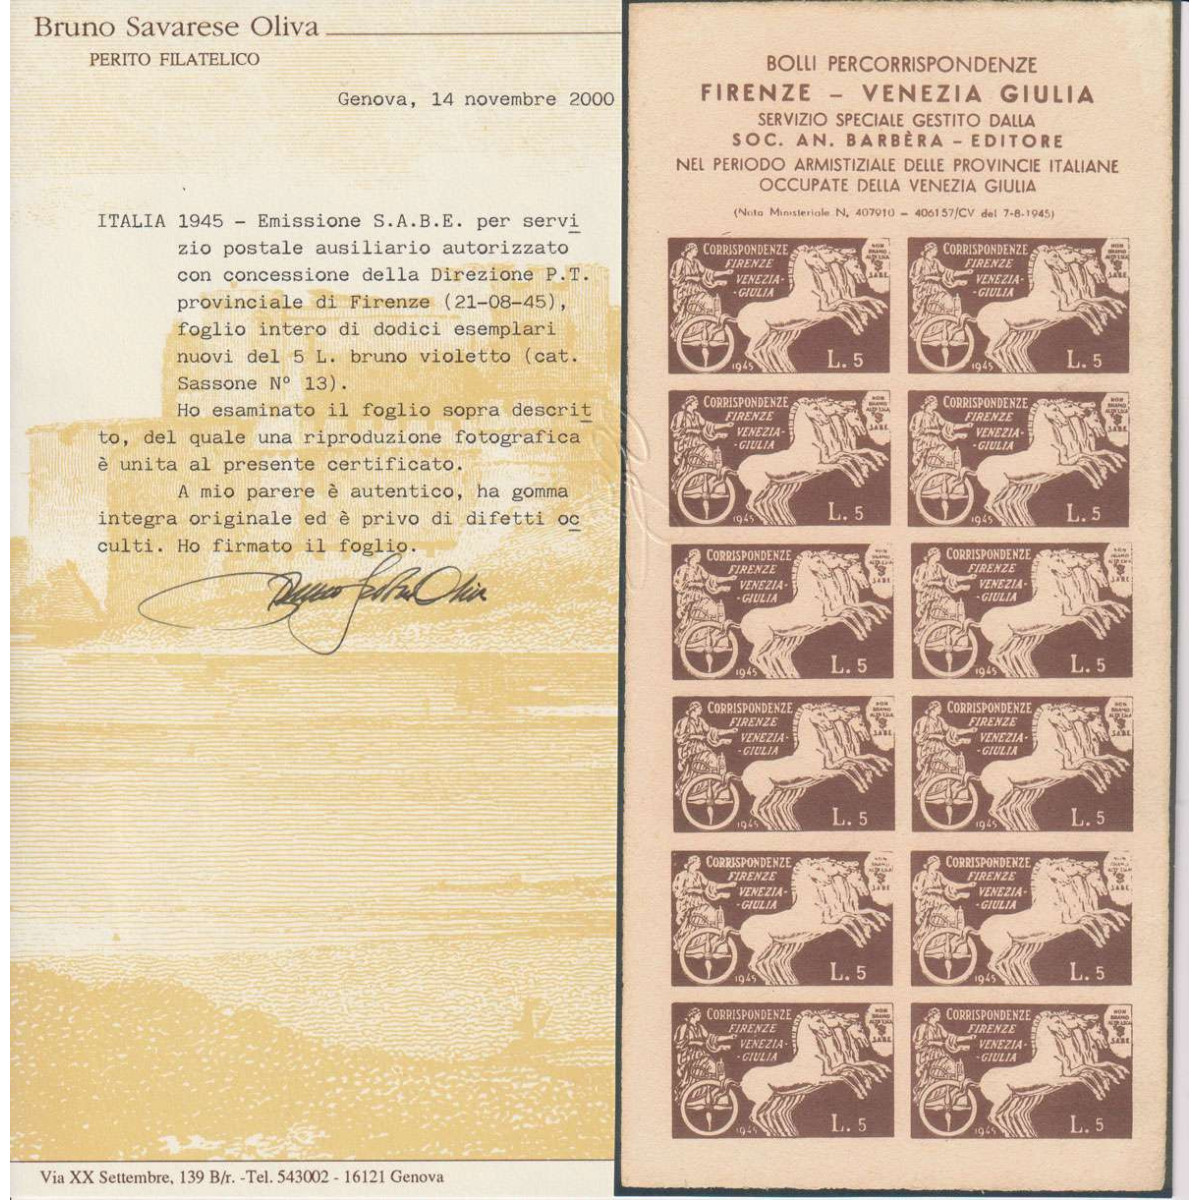 Bruno Savarese Oliva
PERITO FILATELICO
Genova, 14 novembre 2000
ITALIA 1945 - Emissione S.A.B.E. per servi
zio postale ausiliario autorizzato
con concessione della Direzione P.T.
provinciale di Firenze (21-08-45),
foglio intero di dodici esemplari
nuovi del 5 L. bruno violetto (cat.
Sassone N° 13).
Ho esaminato il foglio sopra descrit
to, del quale una riproduzione fotografica
è unita al presente certificato.
A mio parere è autentico, ha gomma
integra originale ed è privo di difetti oc
culti. Ho firmato il foglio.
Via XX Settembre, 139 B/r. -Tel. 543002 - 16121 Genova
BOLLI PERCORRISPONDENZE
FIRENZE - VENEZIA GIULIA
SERVIZIO SPECIALE GESTITO DALLA
SOC. AN. BARBÈRA - EDITORE
NEL PERIODO ARMISTIZIALE DELLE PROVINCIE ITALIANE
OCCUPATE DELLA VENEZIA GIULIA
(Nota Ministeriale N. 407910 - 406157/CV del 7-8-1945)
CORRISPONDENZE
FIRENZE
VENEZIA-
-GIULIA
1945
L. 5
CORRISPONDENZE
FIRENZE
VENEZIA-
-GIULIA
1945
L. 5
CORRISPONDENZE
FIRENZE
VENEZIA-
-GIULIA
1945
L. 5
CORRISPONDENZE
FIRENZE
VENEZIA-
-GIULIA
1945
L. 5
CORRISPONDENZE
FIRENZE
VENEZIA-
-GIULIA
1945
L. 5
CORRISPONDENZE
FIRENZE
VENEZIA-
-GIULIA
1945
L. 5
CORRISPONDENZE
FIRENZE
VENEZIA-
-GIULIA
1945
L. 5
CORRISPONDENZE
FIRENZE
VENEZIA-
-GIULIA
1945
L. 5
CORRISPONDENZE
FIRENZE
VENEZIA-
-GIULIA
1945
L. 5
CORRISPONDENZE
FIRENZE
VENEZIA-
-GIULIA
1945
L. 5
CORRISPONDENZE
FIRENZE
VENEZIA-
-GIULIA
1945
L. 5
CORRISPONDENZE
FIRENZE
VENEZIA-
-GIULIA
1945
L. 5